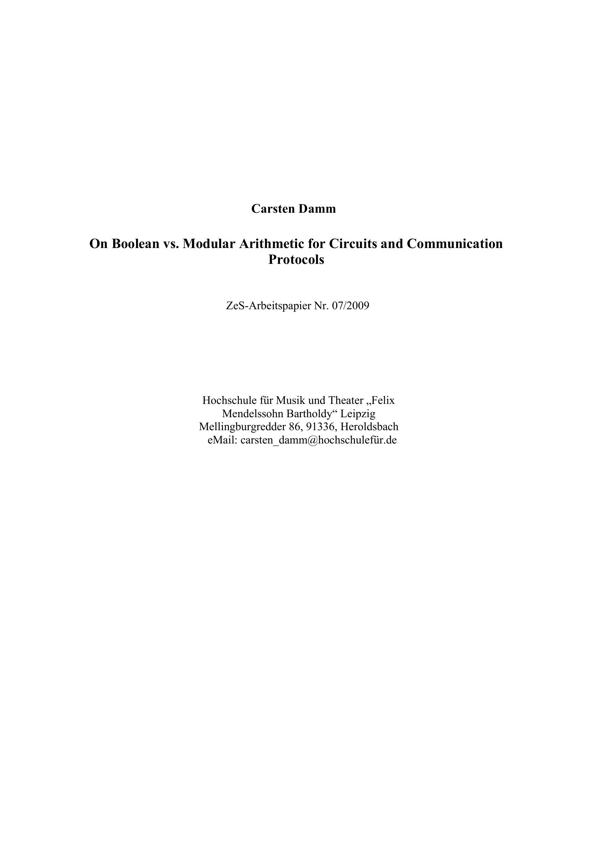 Carsten Damm
On Boolean vs. Modular Arithmetic for Circuits and Communication
Protocols
ZeS-Arbeitspapier Nr. 07/2009
Hochschule für Musik und Theater „Felix
Mendelssohn Bartholdy“ Leipzig
Mellingburgredder 86, 91336, Heroldsbach
eMail: carsten_damm@hochschulefür.de